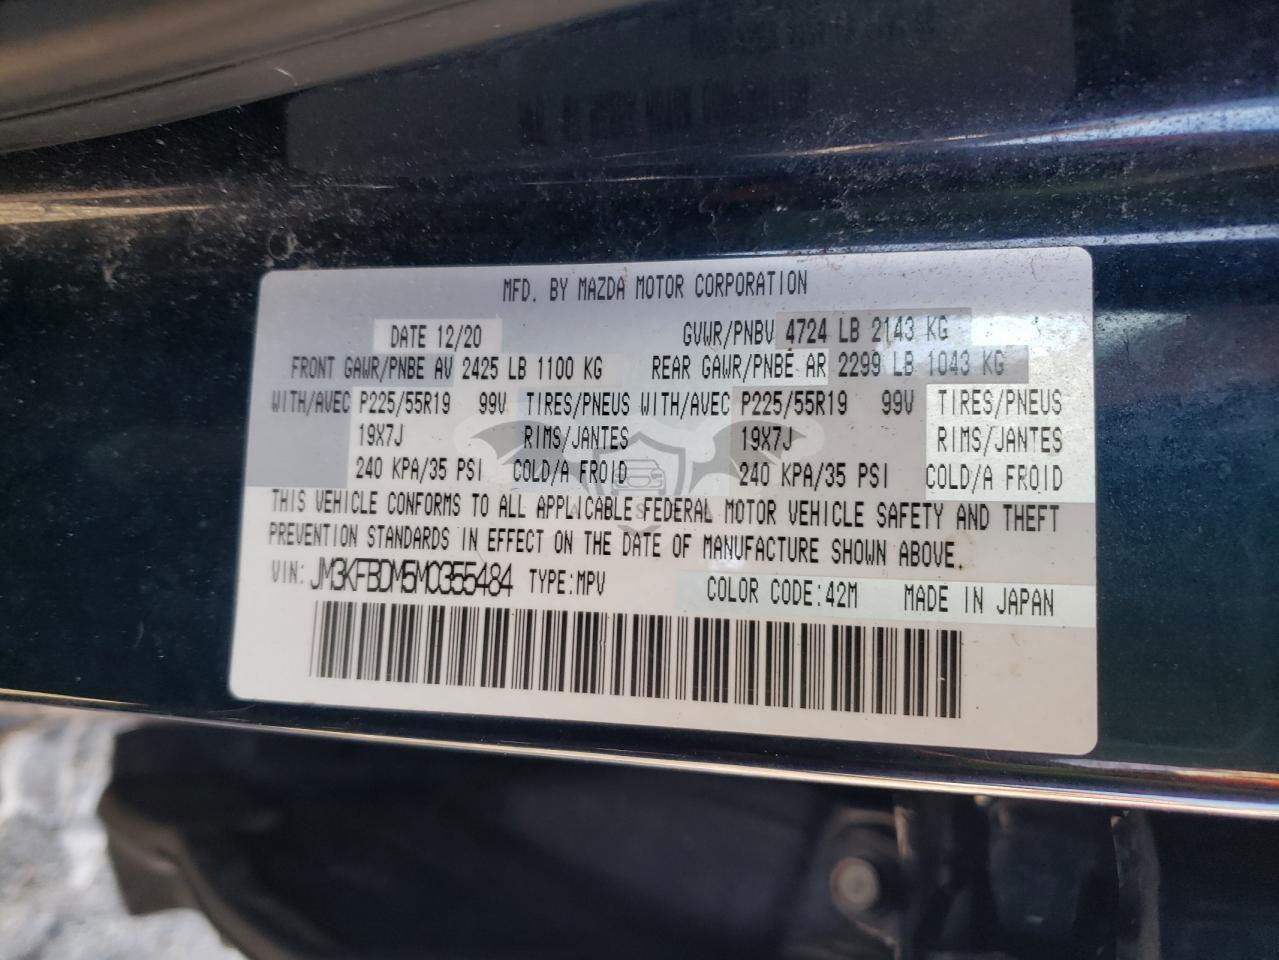 MFD. BY MAZDA MOTOR CORPORATION
DATE 12/20 GVWR/PNBV 4724 LB 2143 KG
FRONT GAWR/PNBE AV 2425 LB 1100 KG REAR GAWR/PNBE AR 2299 LB 1043 KG
WITH/AVEC P225/55R19 99V TIRES/PNEUS WITH/AVEC P225/55R19 99V TIRES/PNEUS
19X7J RIMS/JANTES 19X7J RIMS/JANTES
240 KPA/35 PSI COLD/A FROID 240 KPA/35 PSI COLD/A FROID
THIS VEHICLE CONFORMS TO ALL APPLICABLE FEDERAL MOTOR VEHICLE SAFETY AND THEFT
PREVENTION STANDARDS IN EFFECT ON THE DATE OF MANUFACTURE SHOWN ABOVE.
VIN: JM3KFBDM5M0355484 TYPE:MPV COLOR CODE:42M MADE IN JAPAN